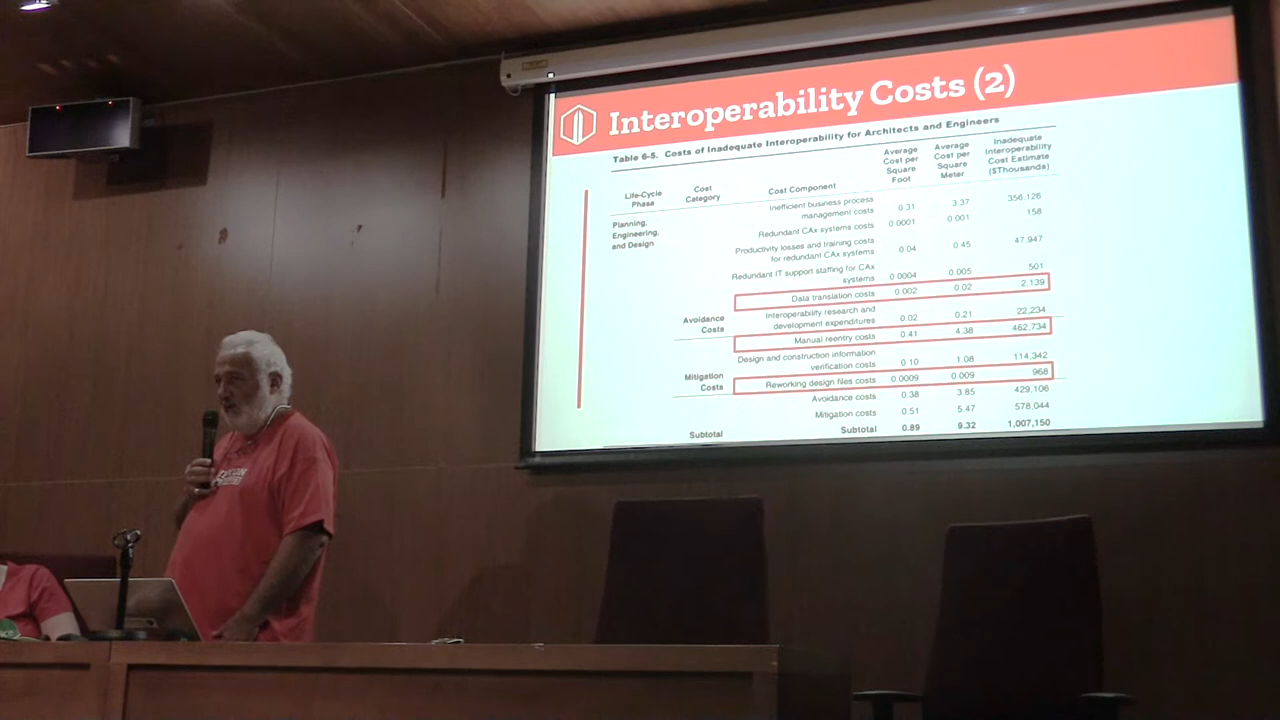 Interoperability Costs (2)
Table 6-5. Costs of Inadequate Interoperability for Architects and Engineers
Life-Cycle Phase Cost Category Cost Component Average Cost per Square Foot Average Cost per Square Meter Inadequate Interoperability Cost Estimate ($Thousands)
Planning, Engineering, and Design Inefficient business process management costs 0.31 3.37 356,126
Redundant CAx systems costs 0.0001 0.001 158
Productivity losses and training costs for redundant CAx systems 0.04 0.45 47,947
Redundant IT support staffing for CAx systems 0.0004 0.005 501
Data translation costs 0.002 0.02 2,139
Avoidance Costs Interoperability research and development expenditures 0.02 0.21 22,234
Manual reentry costs 0.41 4.38 462,734
Design and construction information verification costs 0.10 1.08 114,342
Mitigation Costs Reworking design files costs 0.0009 0.009 968
Avoidance costs 0.38 3.85 429,106
Mitigation costs 0.51 5.47 578,044
Subtotal Subtotal 0.89 9.32 1,007,150